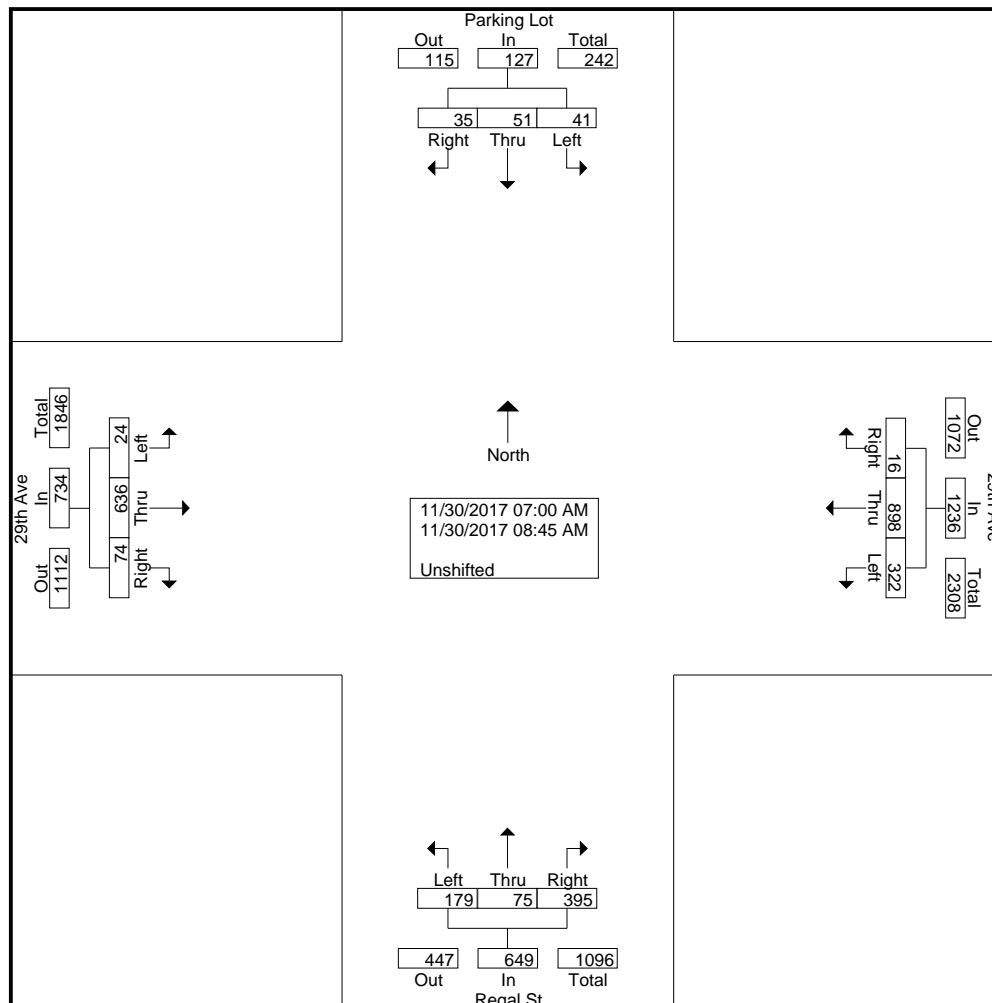 Parking Lot
Out In Total
115 127 242
35 51 41
Right Thru Left
29th Ave
Total In Out
1846 734 1112
24 636 74
Left Thru Right
North
11/30/2017 07:00 AM
11/30/2017 08:45 AM
Unshifted
Out In Total
1072 1236 2308
16 898 322
Right Thru Left
Ave
Left Thru Right
179 75 395
447 649 1096
Out In Total
Regal St